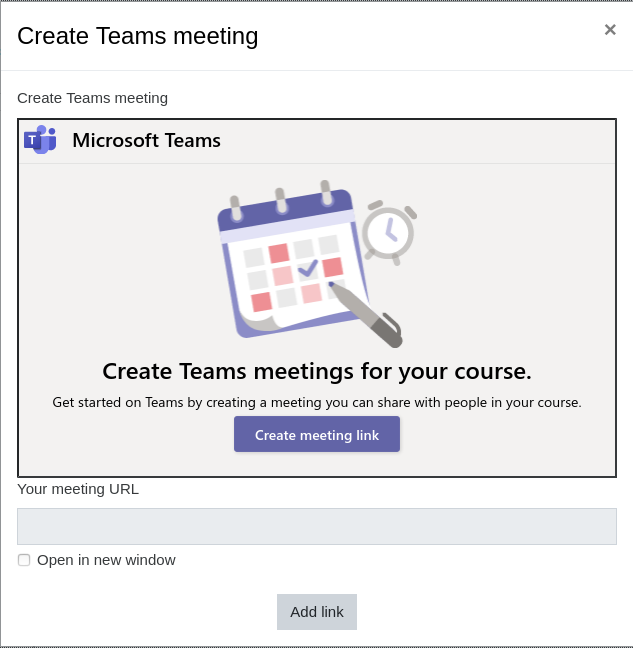 Create Teams meeting
×
Create Teams meeting
T
Microsoft Teams
Create Teams meetings for your course.
Get started on Teams by creating a meeting you can share with people in your course.
Create meeting link
Your meeting URL
Open in new window
Add link